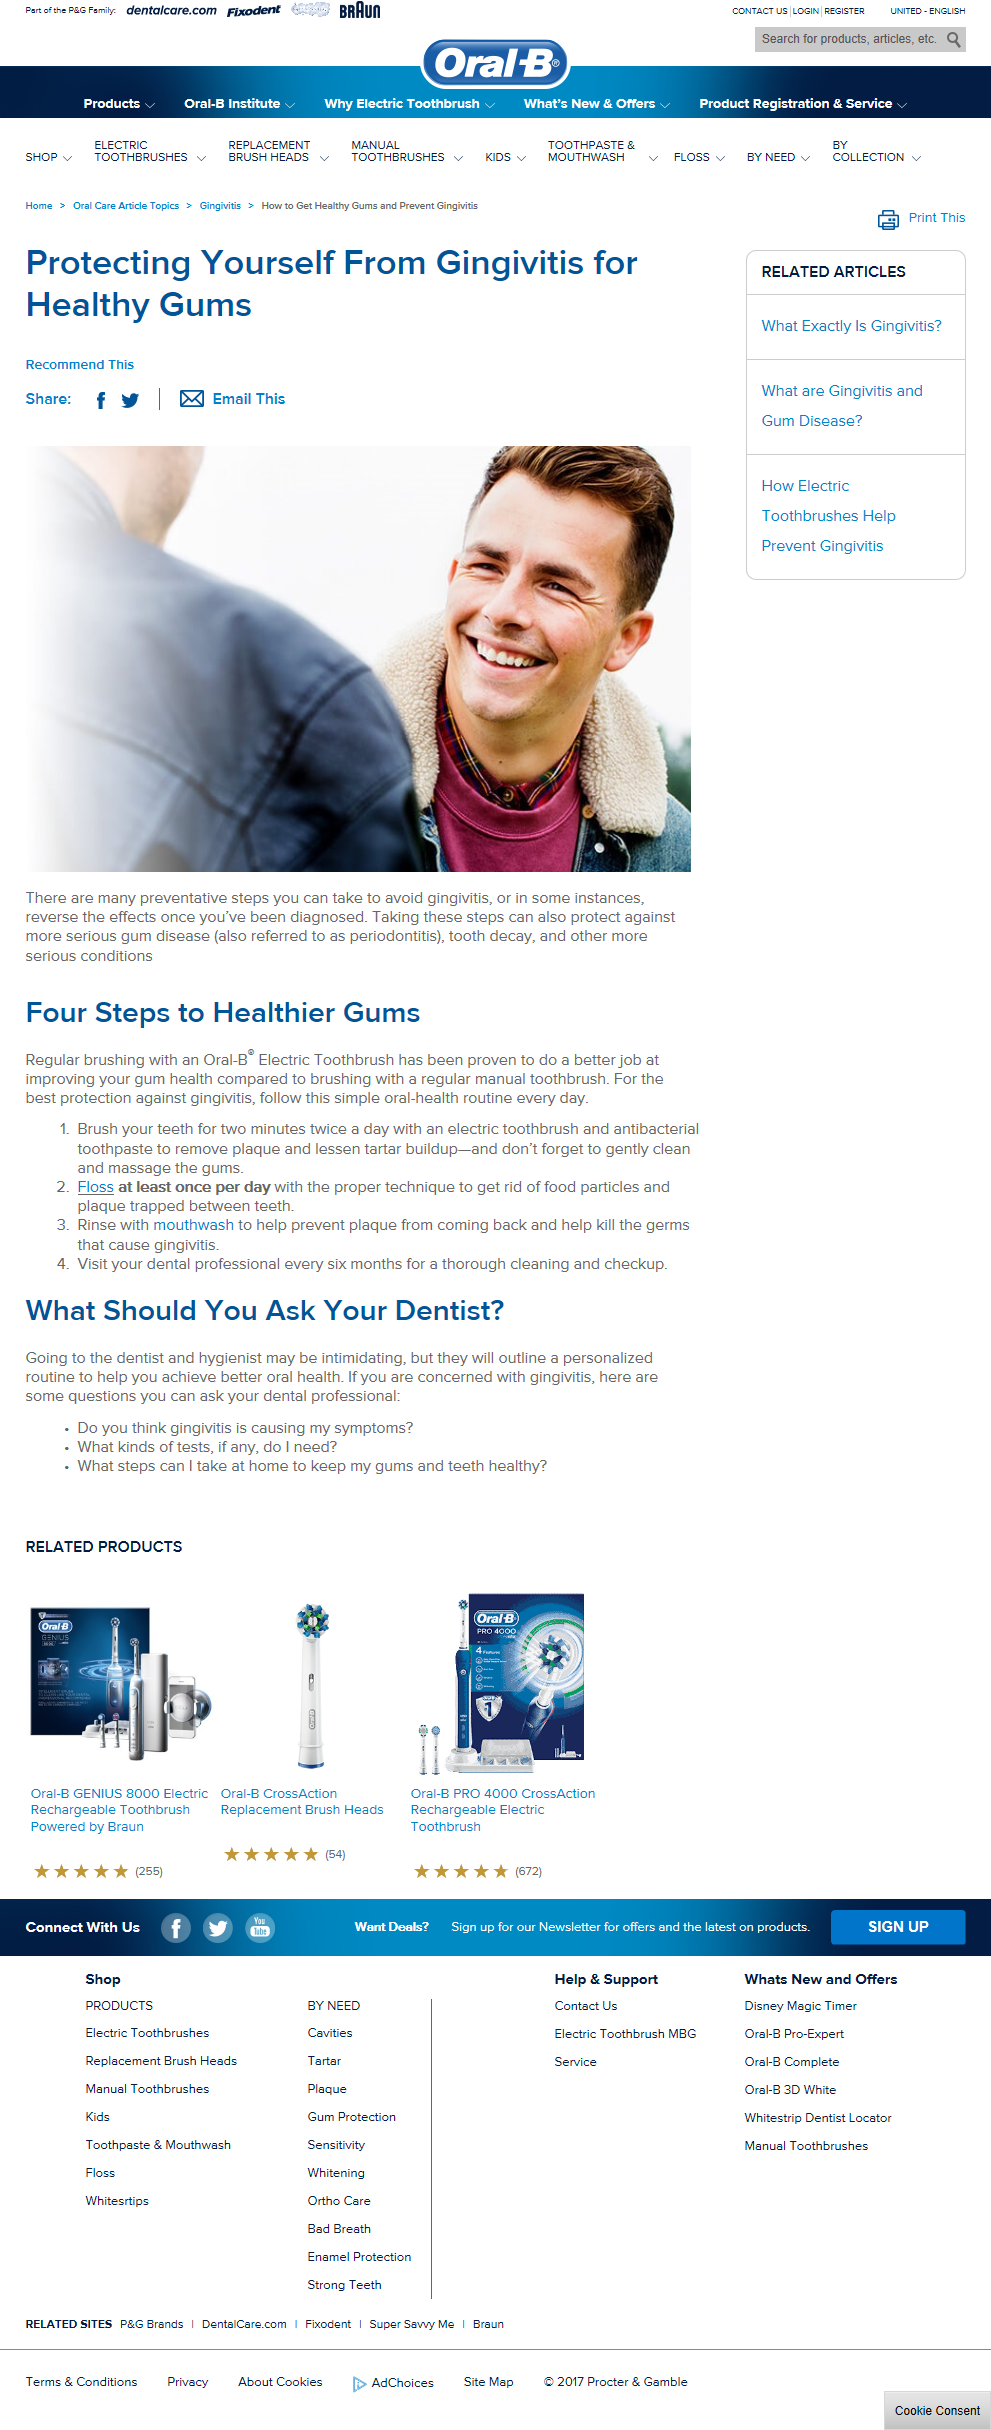 Part of the P&G Family: dentalcare.com Fixodent BRAUN
CONTACT US | LOGIN | REGISTER UNITED - ENGLISH
Search for products, articles, etc.
Oral-B®
Products Oral-B Institute Why Electric Toothbrush What's New & Offers Product Registration & Service
SHOP ELECTRIC TOOTHBRUSHES REPLACEMENT BRUSH HEADS MANUAL TOOTHBRUSHES KIDS TOOTHPASTE & MOUTHWASH FLOSS BY NEED BY COLLECTION
Home > Oral Care Article Topics > Gingivitis > How to Get Healthy Gums and Prevent Gingivitis
Print This
Protecting Yourself From Gingivitis for
Healthy Gums
Recommend This
Share: Email This
RELATED ARTICLES
What Exactly Is Gingivitis?
What are Gingivitis and
Gum Disease?
How Electric
Toothbrushes Help
Prevent Gingivitis
There are many preventative steps you can take to avoid gingivitis, or in some instances,
reverse the effects once you've been diagnosed. Taking these steps can also protect against
more serious gum disease (also referred to as periodontitis), tooth decay, and other more
serious conditions
Four Steps to Healthier Gums
Regular brushing with an Oral-B® Electric Toothbrush has been proven to do a better job at
improving your gum health compared to brushing with a regular manual toothbrush. For the
best protection against gingivitis, follow this simple oral-health routine every day.
1. Brush your teeth for two minutes twice a day with an electric toothbrush and antibacterial
toothpaste to remove plaque and lessen tartar buildup—and don't forget to gently clean
and massage the gums.
2. Floss at least once per day with the proper technique to get rid of food particles and
plaque trapped between teeth.
3. Rinse with mouthwash to help prevent plaque from coming back and help kill the germs
that cause gingivitis.
4. Visit your dental professional every six months for a thorough cleaning and checkup.
What Should You Ask Your Dentist?
Going to the dentist and hygienist may be intimidating, but they will outline a personalized
routine to help you achieve better oral health. If you are concerned with gingivitis, here are
some questions you can ask your dental professional:
• Do you think gingivitis is causing my symptoms?
• What kinds of tests, if any, do I need?
• What steps can I take at home to keep my gums and teeth healthy?
RELATED PRODUCTS
Oral-B
GENIUS
Oral-B
Oral-B
PRO 4000
4
1
Oral-B GENIUS 8000 Electric
Rechargeable Toothbrush
Powered by Braun
(255)
Oral-B CrossAction
Replacement Brush Heads
(54)
Oral-B PRO 4000 CrossAction
Rechargeable Electric
Toothbrush
(672)
Connect With Us You Tube Want Deals? Sign up for our Newsletter for offers and the latest on products. SIGN UP
Shop
PRODUCTS
Electric Toothbrushes
Replacement Brush Heads
Manual Toothbrushes
Kids
Toothpaste & Mouthwash
Floss
Whitesrtips
BY NEED
Cavities
Tartar
Plaque
Gum Protection
Sensitivity
Whitening
Ortho Care
Bad Breath
Enamel Protection
Strong Teeth
Help & Support
Contact Us
Electric Toothbrush MBG
Service
Whats New and Offers
Disney Magic Timer
Oral-B Pro-Expert
Oral-B Complete
Oral-B 3D White
Whitestrip Dentist Locator
Manual Toothbrushes
RELATED SITES P&G Brands | DentalCare.com | Fixodent | Super Savvy Me | Braun
Terms & Conditions Privacy About Cookies AdChoices Site Map © 2017 Procter & Gamble
Cookie Consent